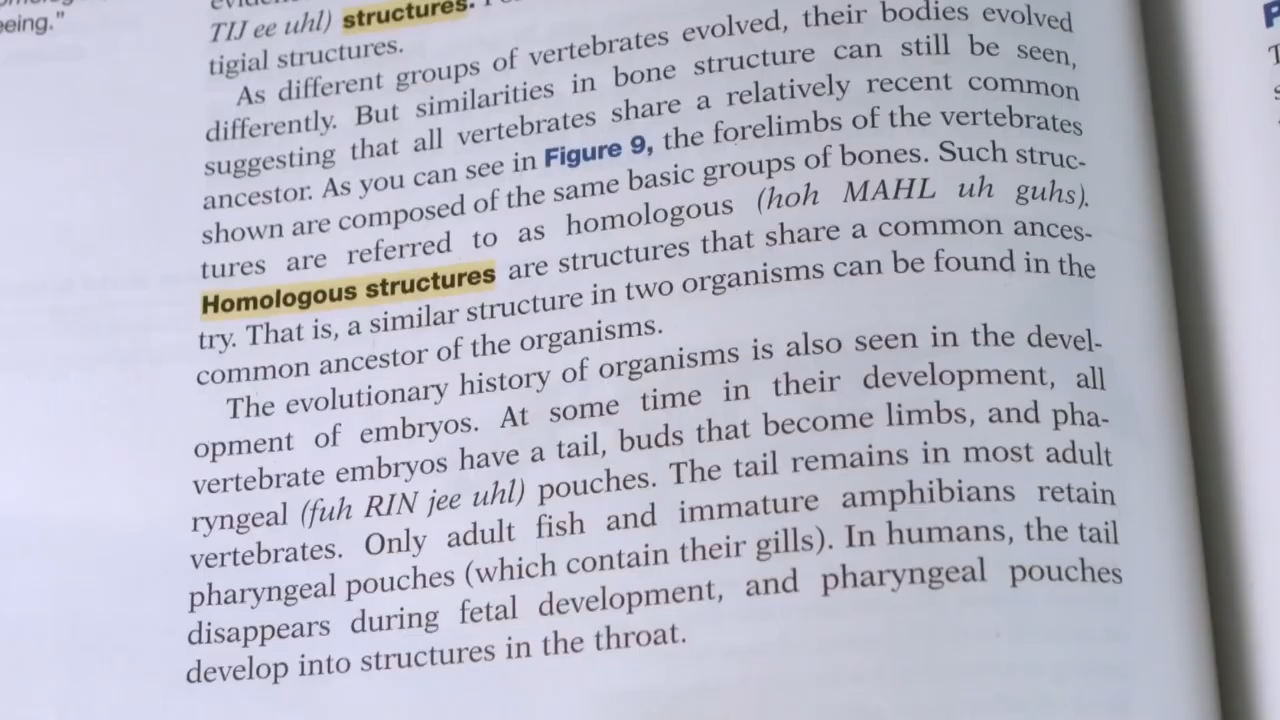 eeing."
TIJ ee uhl) structures.
tigial structures.
As different groups of vertebrates evolved, their bodies evolved
differently. But similarities in bone structure can still be seen,
suggesting that all vertebrates share a relatively recent common
ancestor. As you can see in Figure 9, the forelimbs of the vertebrates
shown are composed of the same basic groups of bones. Such struc-
tures are referred to as homologous (hoh MAHL uh guhs).
Homologous structures are structures that share a common ances-
try. That is, a similar structure in two organisms can be found in the
common ancestor of the organisms.
The evolutionary history of organisms is also seen in the devel-
opment of embryos. At some time in their development, all
vertebrate embryos have a tail, buds that become limbs, and pha-
ryngeal (fuh RIN jee uhl) pouches. The tail remains in most adult
vertebrates. Only adult fish and immature amphibians retain
pharyngeal pouches (which contain their gills). In humans, the tail
disappears during fetal development, and pharyngeal pouches
develop into structures in the throat.